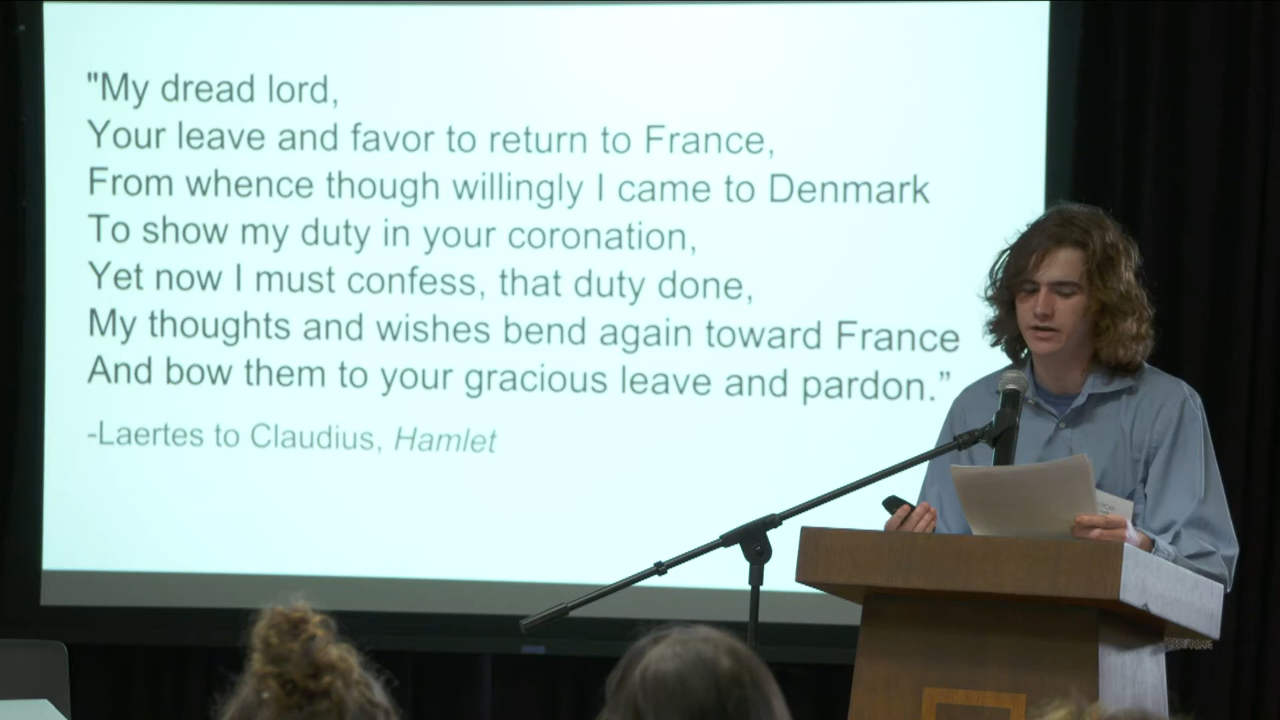 "My dread lord,
Your leave and favor to return to France,
From whence though willingly I came to Denmark
To show my duty in your coronation,
Yet now I must confess, that duty done,
My thoughts and wishes bend again toward France
And bow them to your gracious leave and pardon.”
-Laertes to Claudius, Hamlet